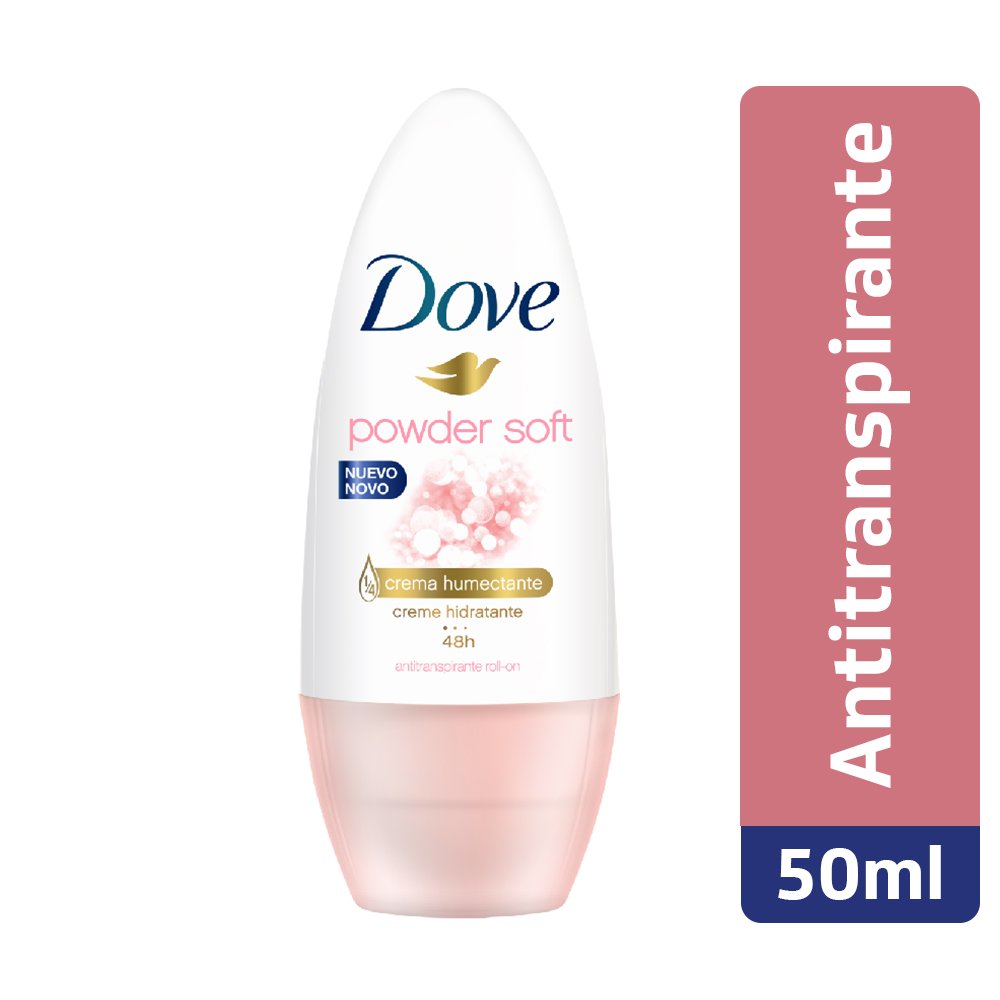 Dove
powder soft
NUEVO
NOVO
1/4
crema humectante
creme hidratante
48h
antitranspirante roll-on
Antitranspirante
50ml